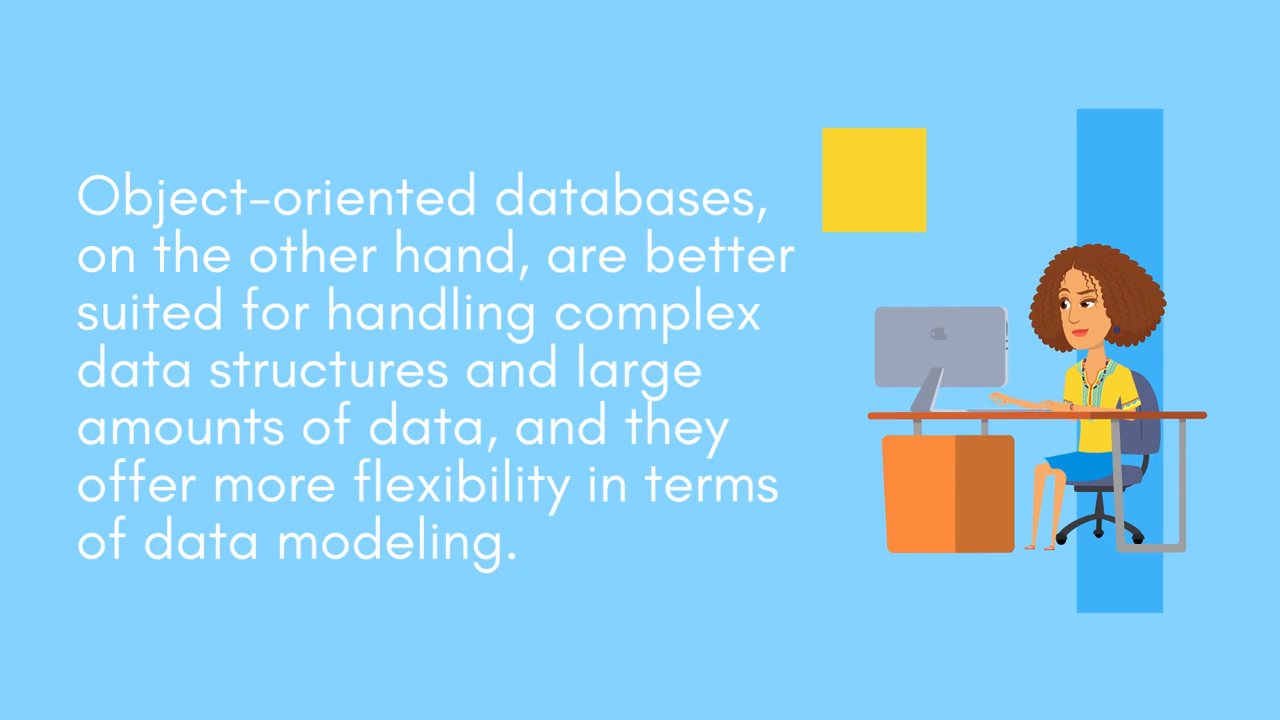 Object-oriented databases,
on the other hand, are better
suited for handling complex
data structures and large
amounts of data, and they
offer more flexibility in terms
of data modeling.